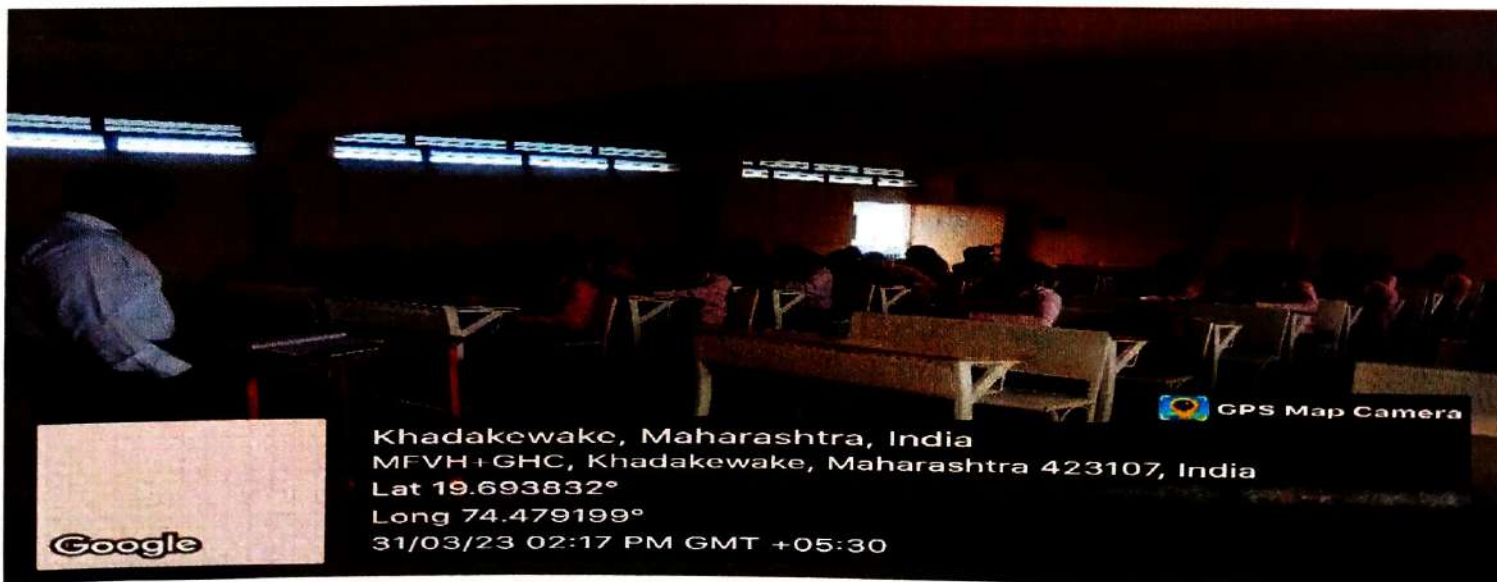 GPS Map Camera
Khadakewake, Maharashtra, India
MFVH+GHC, Khadakewake, Maharashtra 423107, India
Lat 19.693832°
Long 74.479199°
31/03/23 02:17 PM GMT +05:30
Google